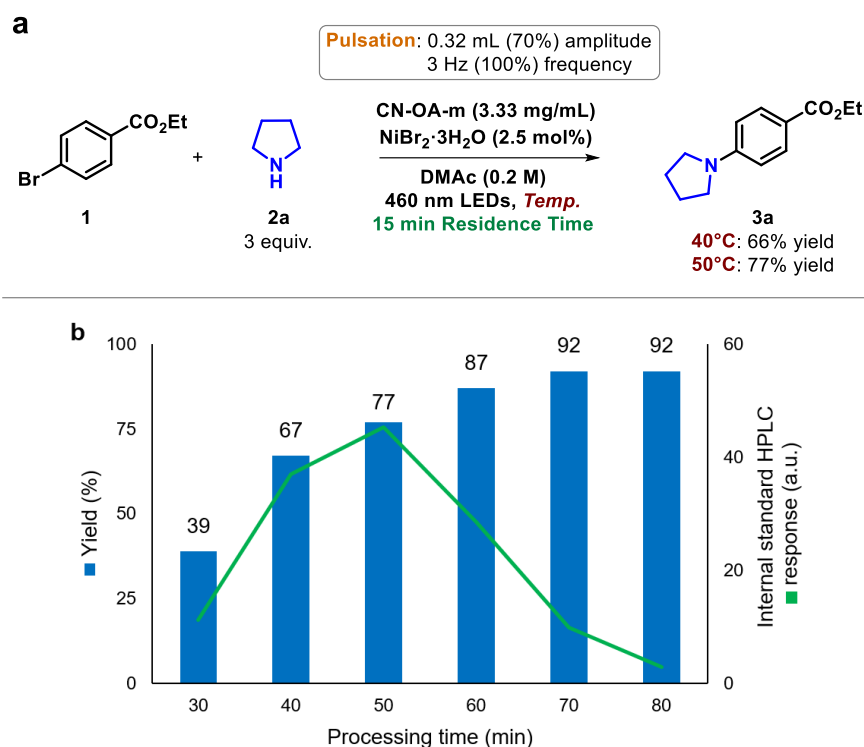 a
Pulsation: 0.32 mL (70%) amplitude
3 Hz (100%) frequency
CO₂Et
Br
1
+
N
H
2a
3 equiv.
CN-OA-m (3.33 mg/mL)
NiBr₂·3H₂O (2.5 mol%)
DMAc (0.2 M)
460 nm LEDs, Temp.
15 min Residence Time
CO₂Et
N
3a
40°C: 66% yield
50°C: 77% yield
b
100
75
50
25
0
Yield (%)
39
67
77
87
92
92
60
40
20
0
Internal standard HPLC
response (a.u.)
30 40 50 60 70 80
Processing time (min)